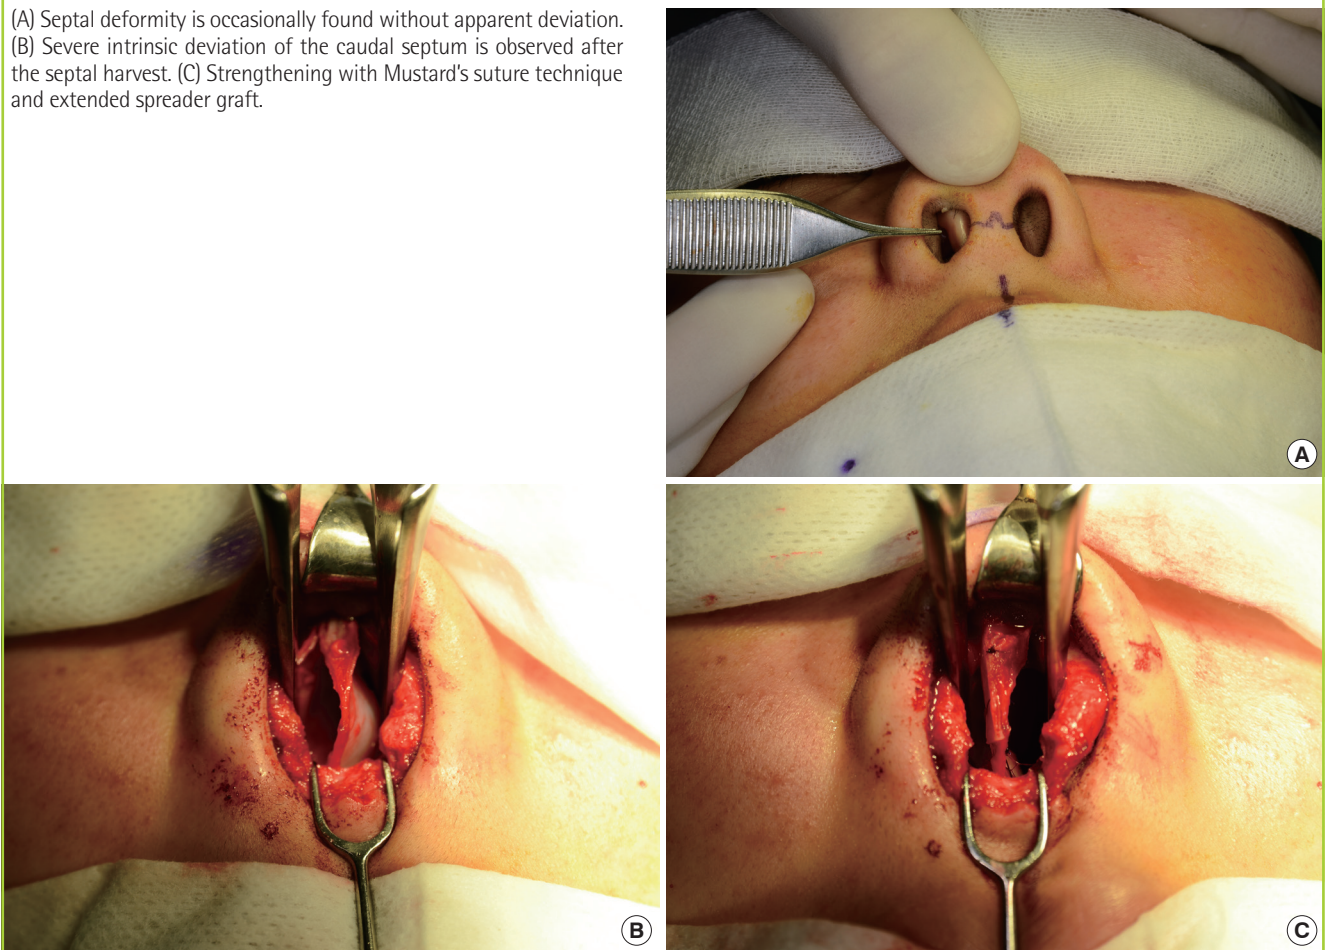 (A) Septal deformity is occasionally found without apparent deviation.
(B) Severe intrinsic deviation of the caudal septum is observed after
the septal harvest. (C) Strengthening with Mustard's suture technique
and extended spreader graft.
A
B
C